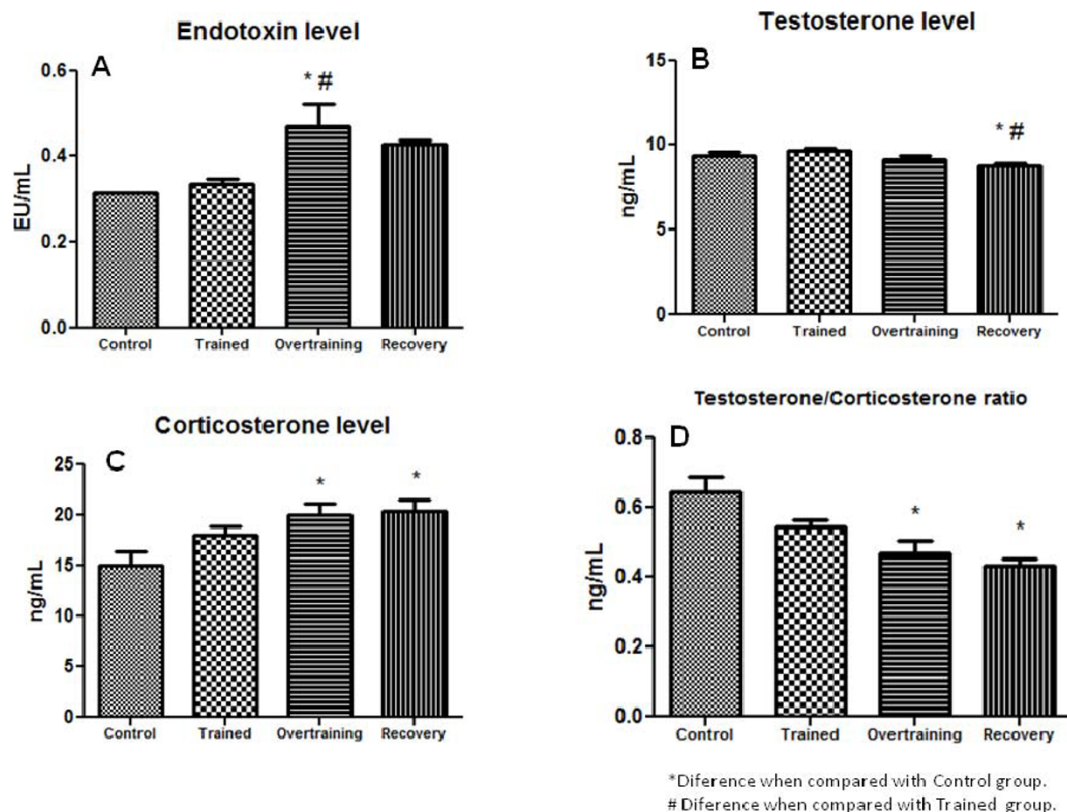 Endotoxin level
A
* #
0.6
0.4
0.2
0.0
EU/mL
Control Trained Overtraining Recovery
Testosterone level
B
* #
15
10
5
0
ng/mL
Control Trained Overtraining Recovery
Corticosterone level
C
* *
25
20
15
10
5
0
ng/mL
Control Trained Overtraining Recovery
Testosterone/Corticosterone ratio
D
* *
0.8
0.6
0.4
0.2
0.0
ng/mL
Control Trained Overtraining Recovery
*Diference when compared with Control group.
# Diference when compared with Trained group.